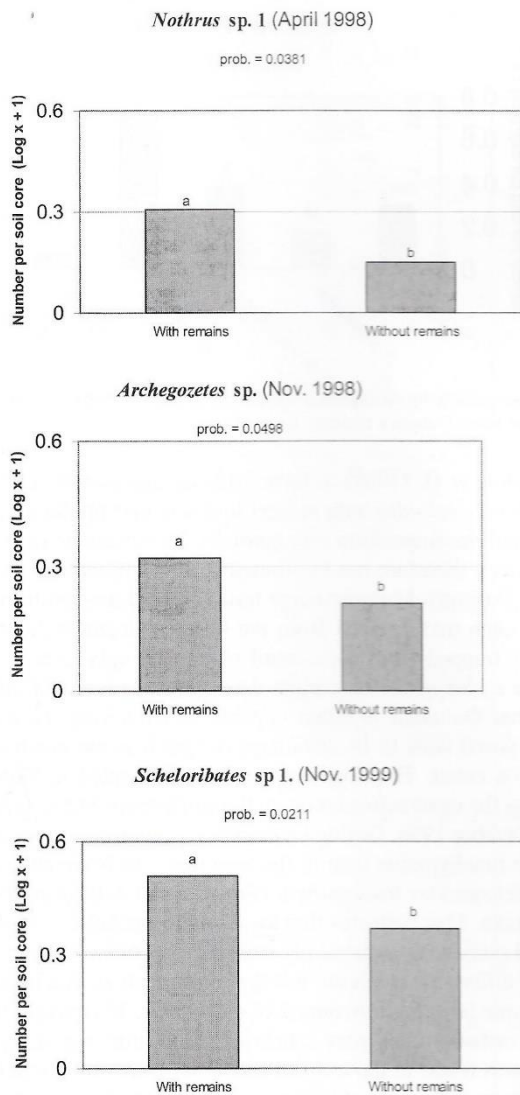 Nothrus sp. 1 (April 1998)
prob. = 0.0381
Number per soil core (Log x + 1)
0.6
0.3
0
a
b
With remains
Without remains
Archegozetes sp. (Nov. 1998)
prob. = 0.0498
Number per soil core (Log x + 1)
0.6
0.3
0
a
b
With remains
Without remains
Scheloribates sp 1. (Nov. 1999)
prob. = 0.0211
Number per soil core (Log x + 1)
0.6
0.3
0
a
b
With remains
Without remains